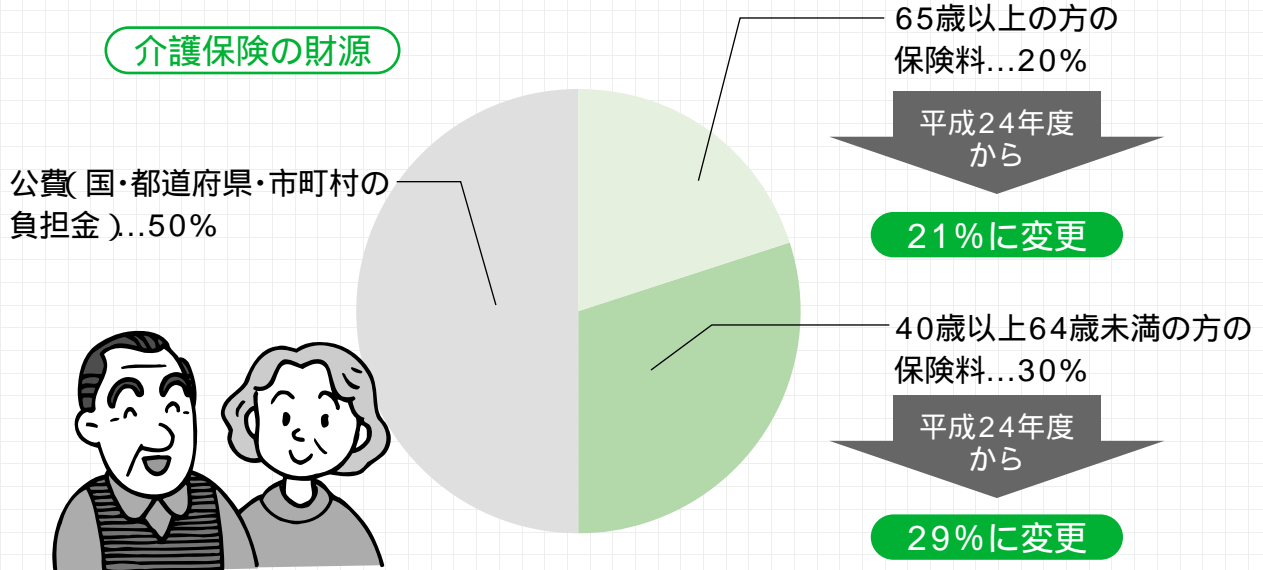 介護保険の財源
65歳以上の方の
保険料…20%
平成24年度
から
21%に変更
公費(国・都道府県・市町村の
負担金)…50%
40歳以上64歳未満の方の
保険料…30%
平成24年度
から
29%に変更